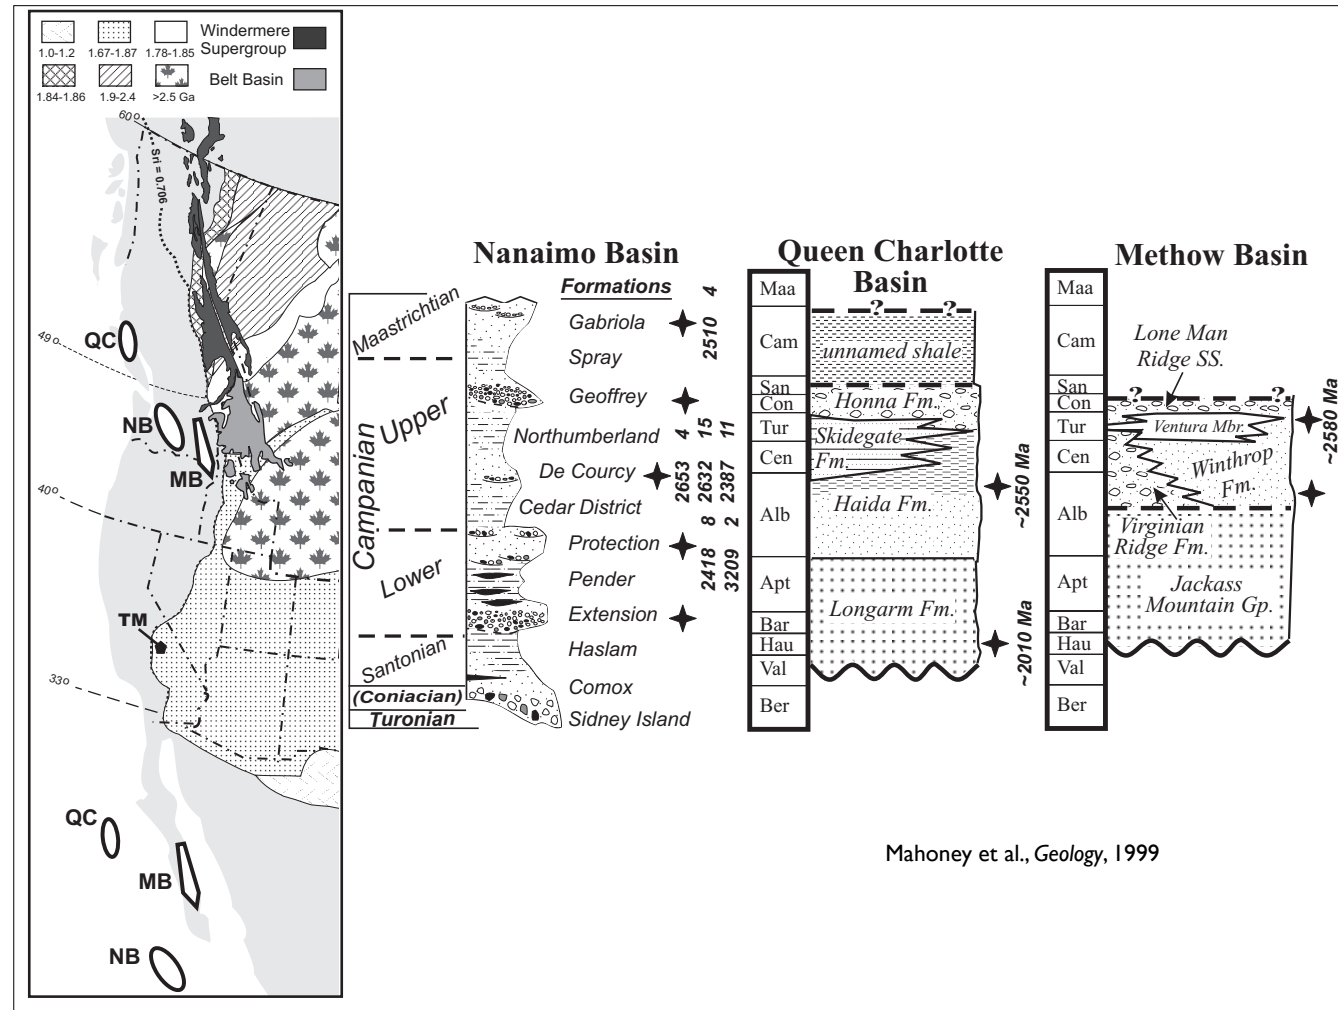 1.0-1.2 1.67-1.87 1.78-1.85
Windermere
Supergroup
1.84-1.86 1.9-2.4 >2.5 Ga
Belt Basin
60°
Sri = 0.706
49°
QC
NB
MB
40°
TM
33°
QC
MB
NB
Nanaimo Basin
Formations
Maastrichtian
Campanian
Upper
Lower
Santonian
(Coniacian)
Turonian
Gabriola
Spray
Geoffrey
Northumberland
De Courcy
Cedar District
Protection
Pender
Extension
Haslam
Comox
Sidney Island
2510 4
2653 4
2632 15
2387 11
2418 8
3209 2
Queen Charlotte
Basin
Maa
Cam
San
Con
Tur
Cen
Alb
Apt
Bar
Hau
Val
Ber
? ?
unnamed shale
Honna Fm.
Skidegate
Fm.
Haida Fm.
Longarm Fm.
~2550 Ma
~2010 Ma
Methow Basin
Maa
Cam
San
Con
Tur
Cen
Alb
Apt
Bar
Hau
Val
Ber
Lone Man
Ridge SS.
? ?
Ventura Mbr.
Winthrop
Fm.
Virginian
Ridge Fm.
Jackass
Mountain Gp.
~2580 Ma
Mahoney et al., Geology, 1999